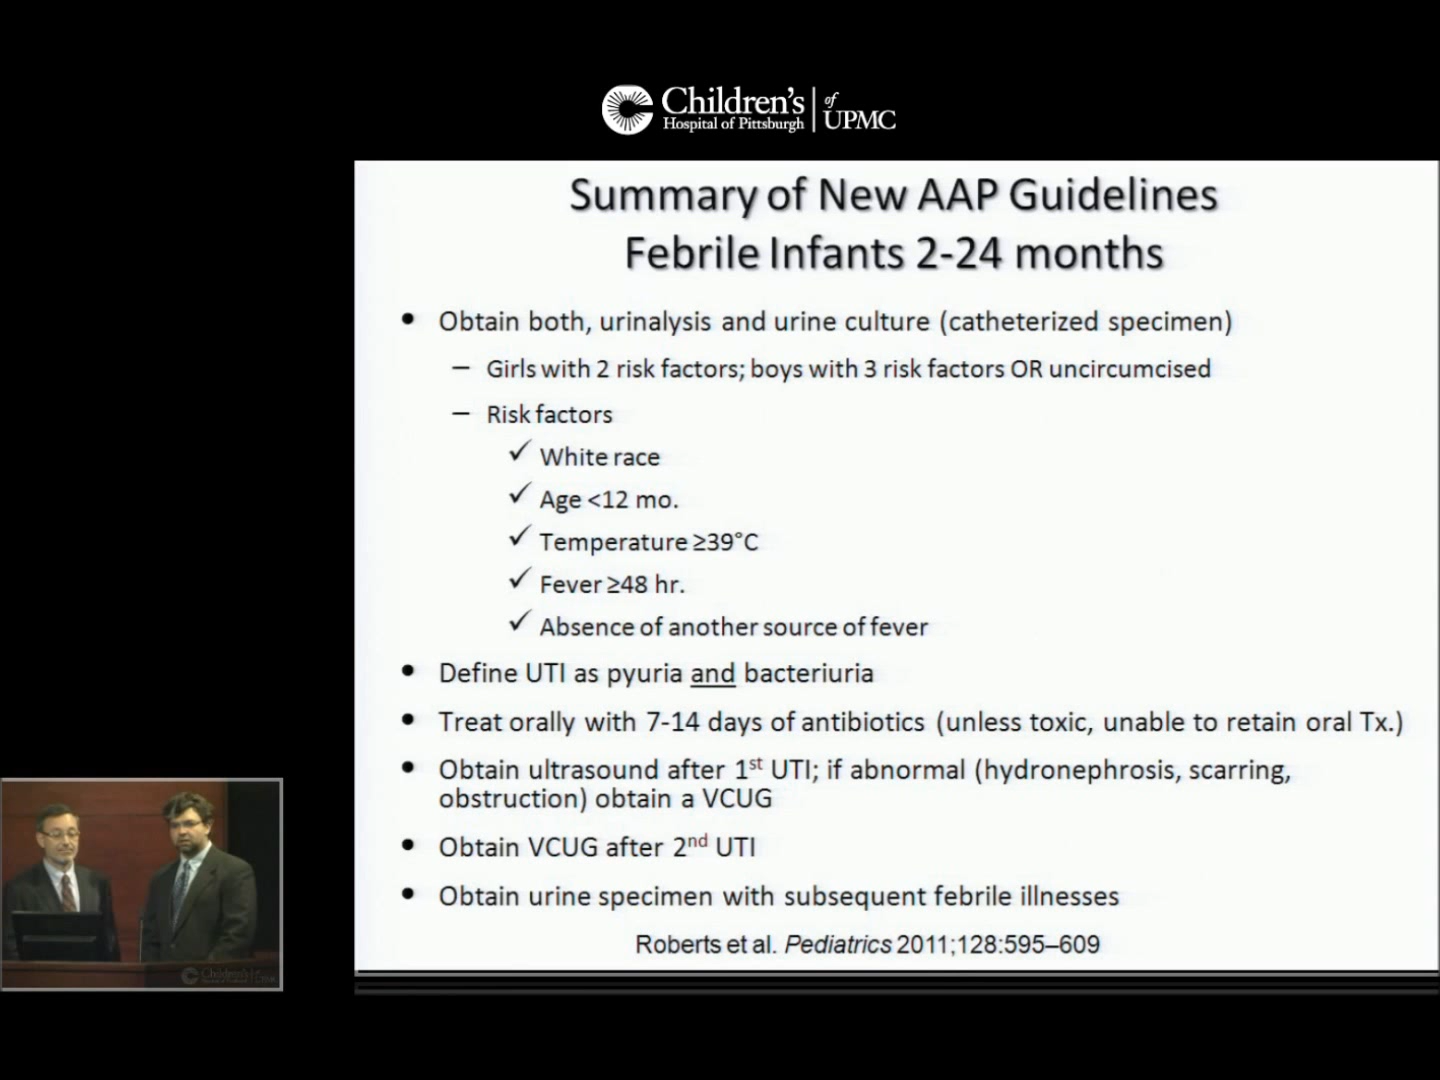 Children's
Hospital of Pittsburgh
of
UPMC
Summary of New AAP Guidelines
Febrile Infants 2-24 months
• Obtain both, urinalysis and urine culture (catheterized specimen)
– Girls with 2 risk factors; boys with 3 risk factors OR uncircumcised
– Risk factors
✓ White race
✓ Age <12 mo.
✓ Temperature ≥39°C
✓ Fever ≥48 hr.
✓ Absence of another source of fever
• Define UTI as pyuria and bacteriuria
• Treat orally with 7-14 days of antibiotics (unless toxic, unable to retain oral Tx.)
• Obtain ultrasound after 1st UTI; if abnormal (hydronephrosis, scarring,
obstruction) obtain a VCUG
• Obtain VCUG after 2nd UTI
• Obtain urine specimen with subsequent febrile illnesses
Roberts et al. Pediatrics 2011;128:595–609
Children's